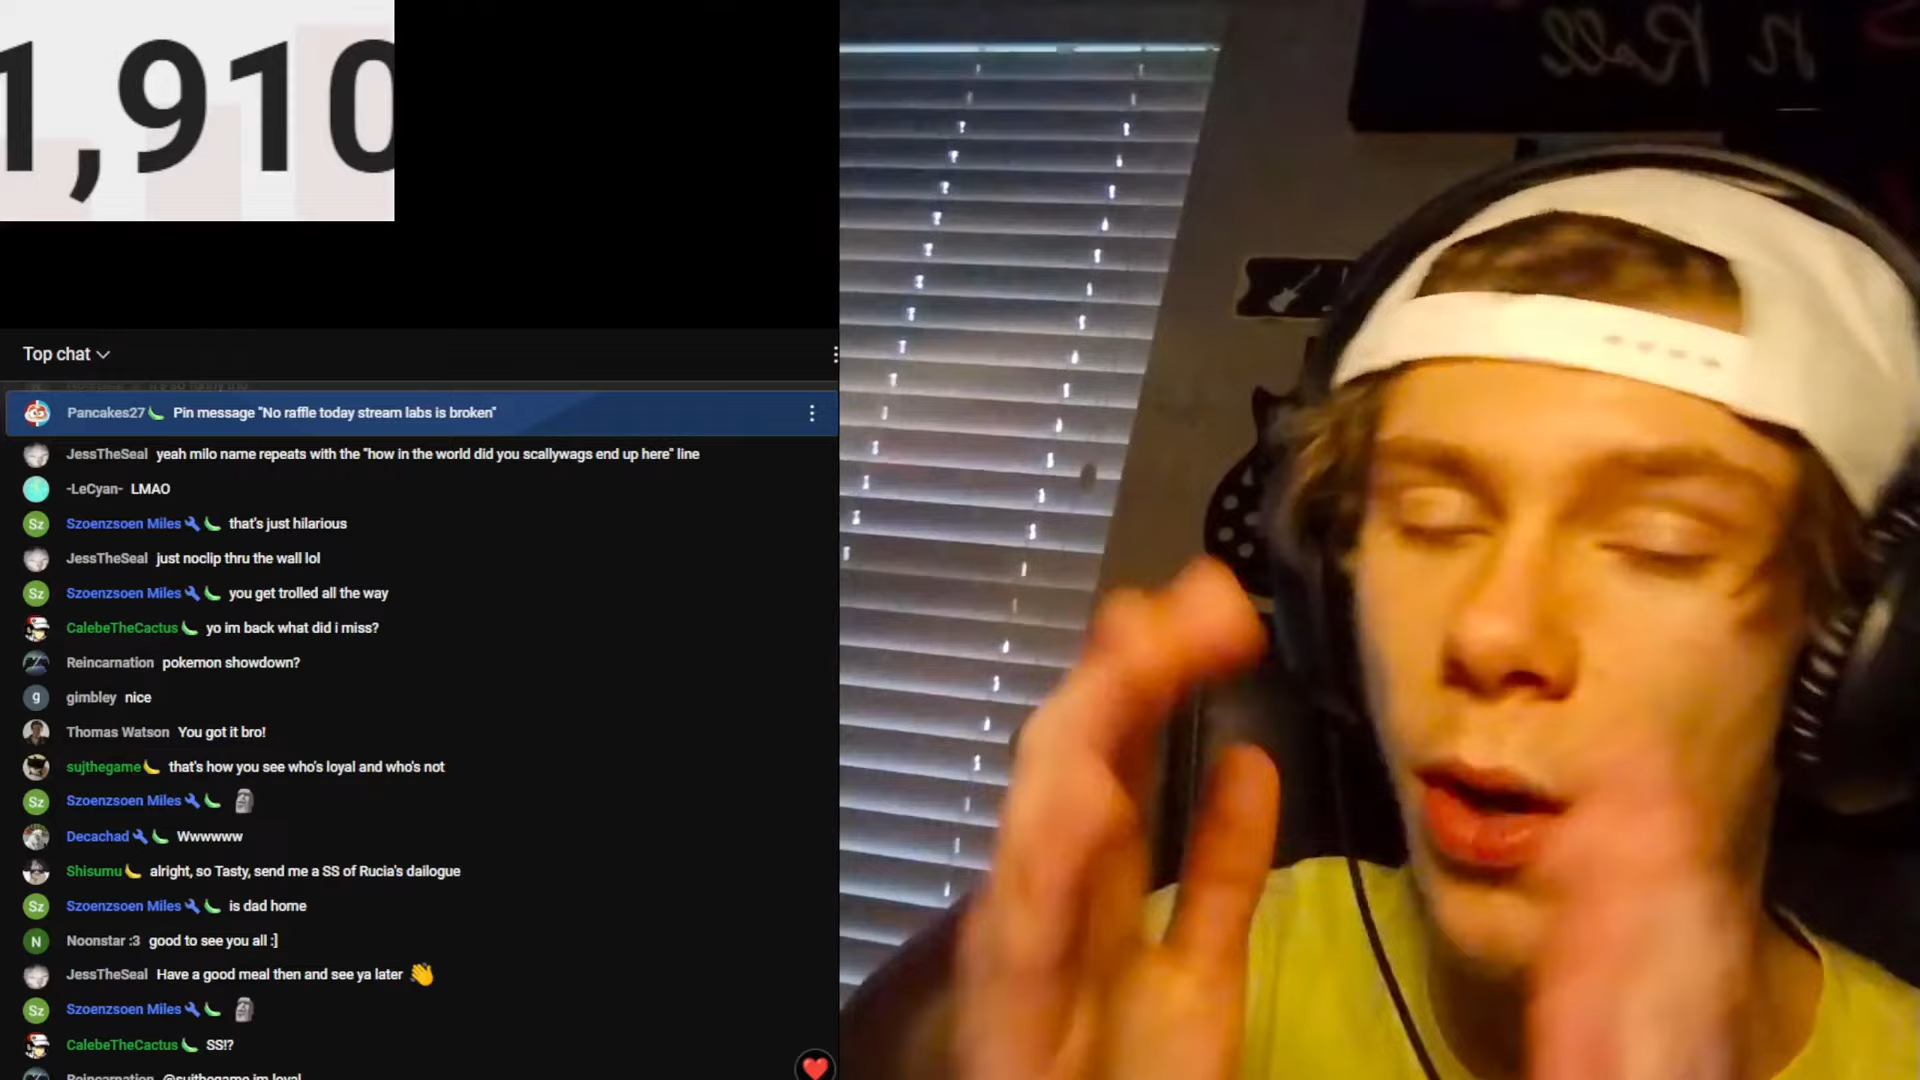 1,910
n Roll
Top chat
Pancakes27 Pin message "No raffle today stream labs is broken"
JessTheSeal yeah milo name repeats with the "how in the world did you scallywags end up here" line
-LeCyan- LMAO
Sz Szoenzsoen Miles that's just hilarious
JessTheSeal just noclip thru the wall lol
Sz Szoenzsoen Miles you get trolled all the way
CalebeTheCactus yo im back what did i miss?
Reincarnation pokemon showdown?
g gimbley nice
Thomas Watson You got it bro!
sujthegame that's how you see who's loyal and who's not
Sz Szoenzsoen Miles 🗿
Decachad Wwwwww
Shisumu alright, so Tasty, send me a SS of Rucia's dailogue
Sz Szoenzsoen Miles is dad home
N Noonstar :3 good to see you all :]
JessTheSeal Have a good meal then and see ya later 👋
Sz Szoenzsoen Miles 🗿
CalebeTheCactus SS!?
Reincarnation @sujthegame im loyal